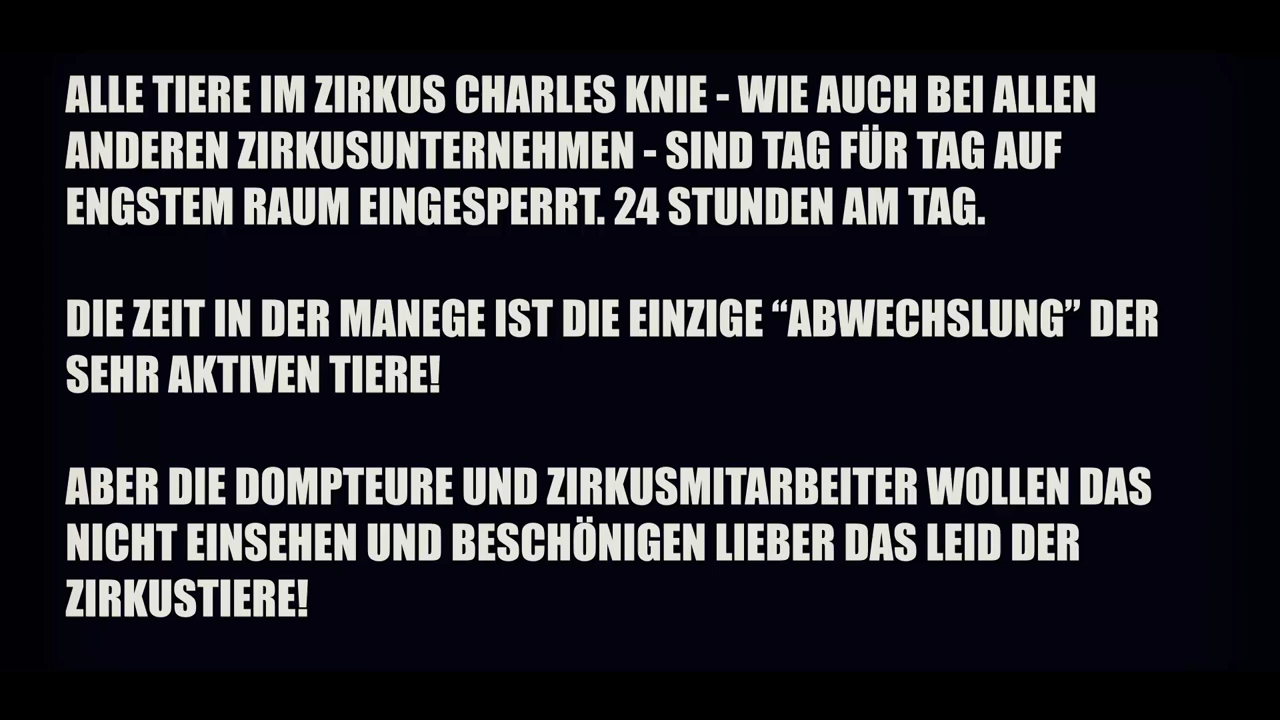 ALLE TIERE IM ZIRKUS CHARLES KNIE - WIE AUCH BEI ALLEN
ANDEREN ZIRKUSUNTERNEHMEN - SIND TAG FÜR TAG AUF
ENGSTEM RAUM EINGESPERRT. 24 STUNDEN AM TAG.
DIE ZEIT IN DER MANEGE IST DIE EINZIGE “ABWECHSLUNG” DER
SEHR AKTIVEN TIERE!
ABER DIE DOMPTEURE UND ZIRKUSMITARBEITER WOLLEN DAS
NICHT EINSEHEN UND BESCHÖNIGEN LIEBER DAS LEID DER
ZIRKUSTIERE!